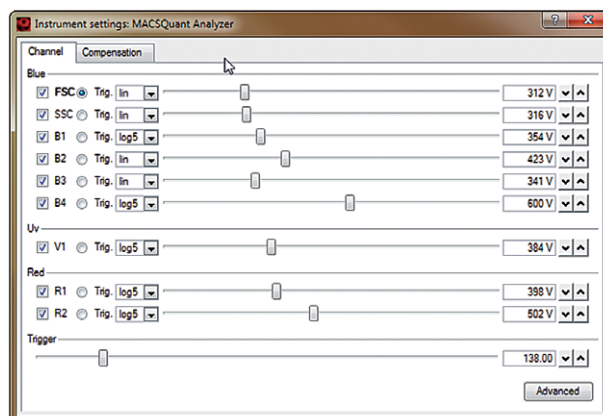 Instrument settings: MACSQuant Analyzer
Channel Compensation
Blue
FSC Trig. lin 312 V
SSC Trig. lin 316 V
B1 Trig. log5 354 V
B2 Trig. lin 423 V
B3 Trig. lin 341 V
B4 Trig. log5 600 V
Uv
V1 Trig. log5 384 V
Red
R1 Trig. log5 398 V
R2 Trig. log5 502 V
Trigger
138.00
Advanced